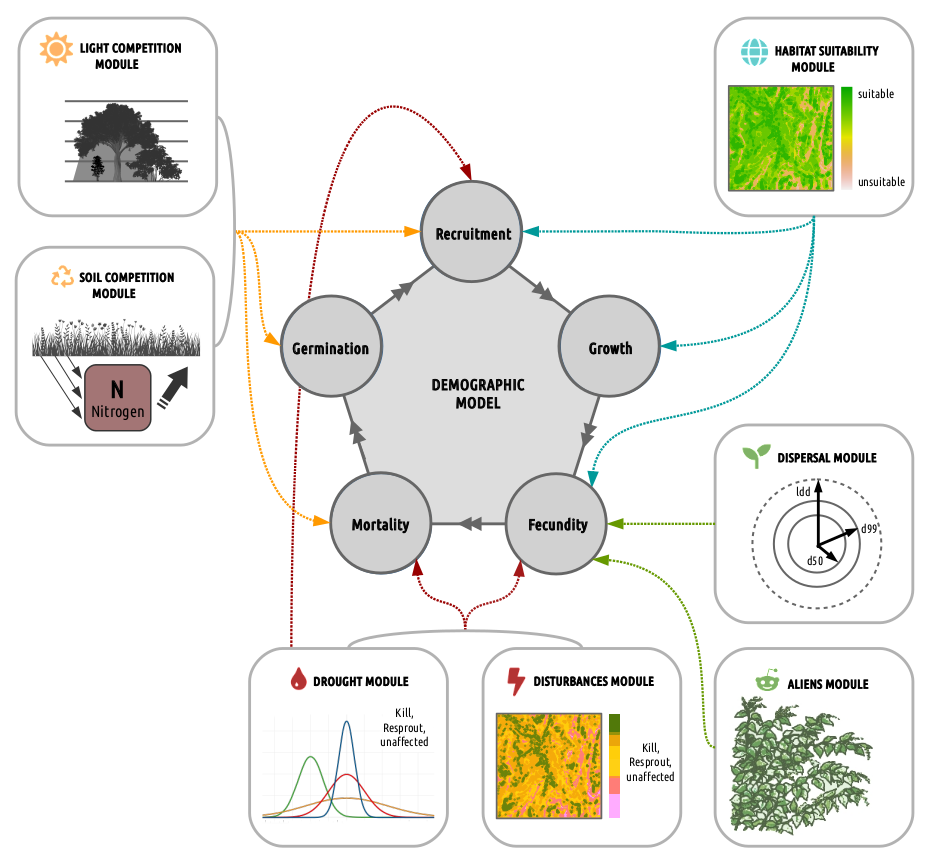 LIGHT COMPETITION
MODULE
HABITAT SUITABILITY
MODULE
suitable
unsuitable
SOIL COMPETITION
MODULE
N
Nitrogen
Recruitment
Germination
Growth
DEMOGRAPHIC
MODEL
Mortality
Fecundity
DISPERSAL MODULE
ldd
d99
d50
DROUGHT MODULE
Kill,
Resprout,
unaffected
DISTURBANCES MODULE
Kill,
Resprout,
unaffected
ALIENS MODULE